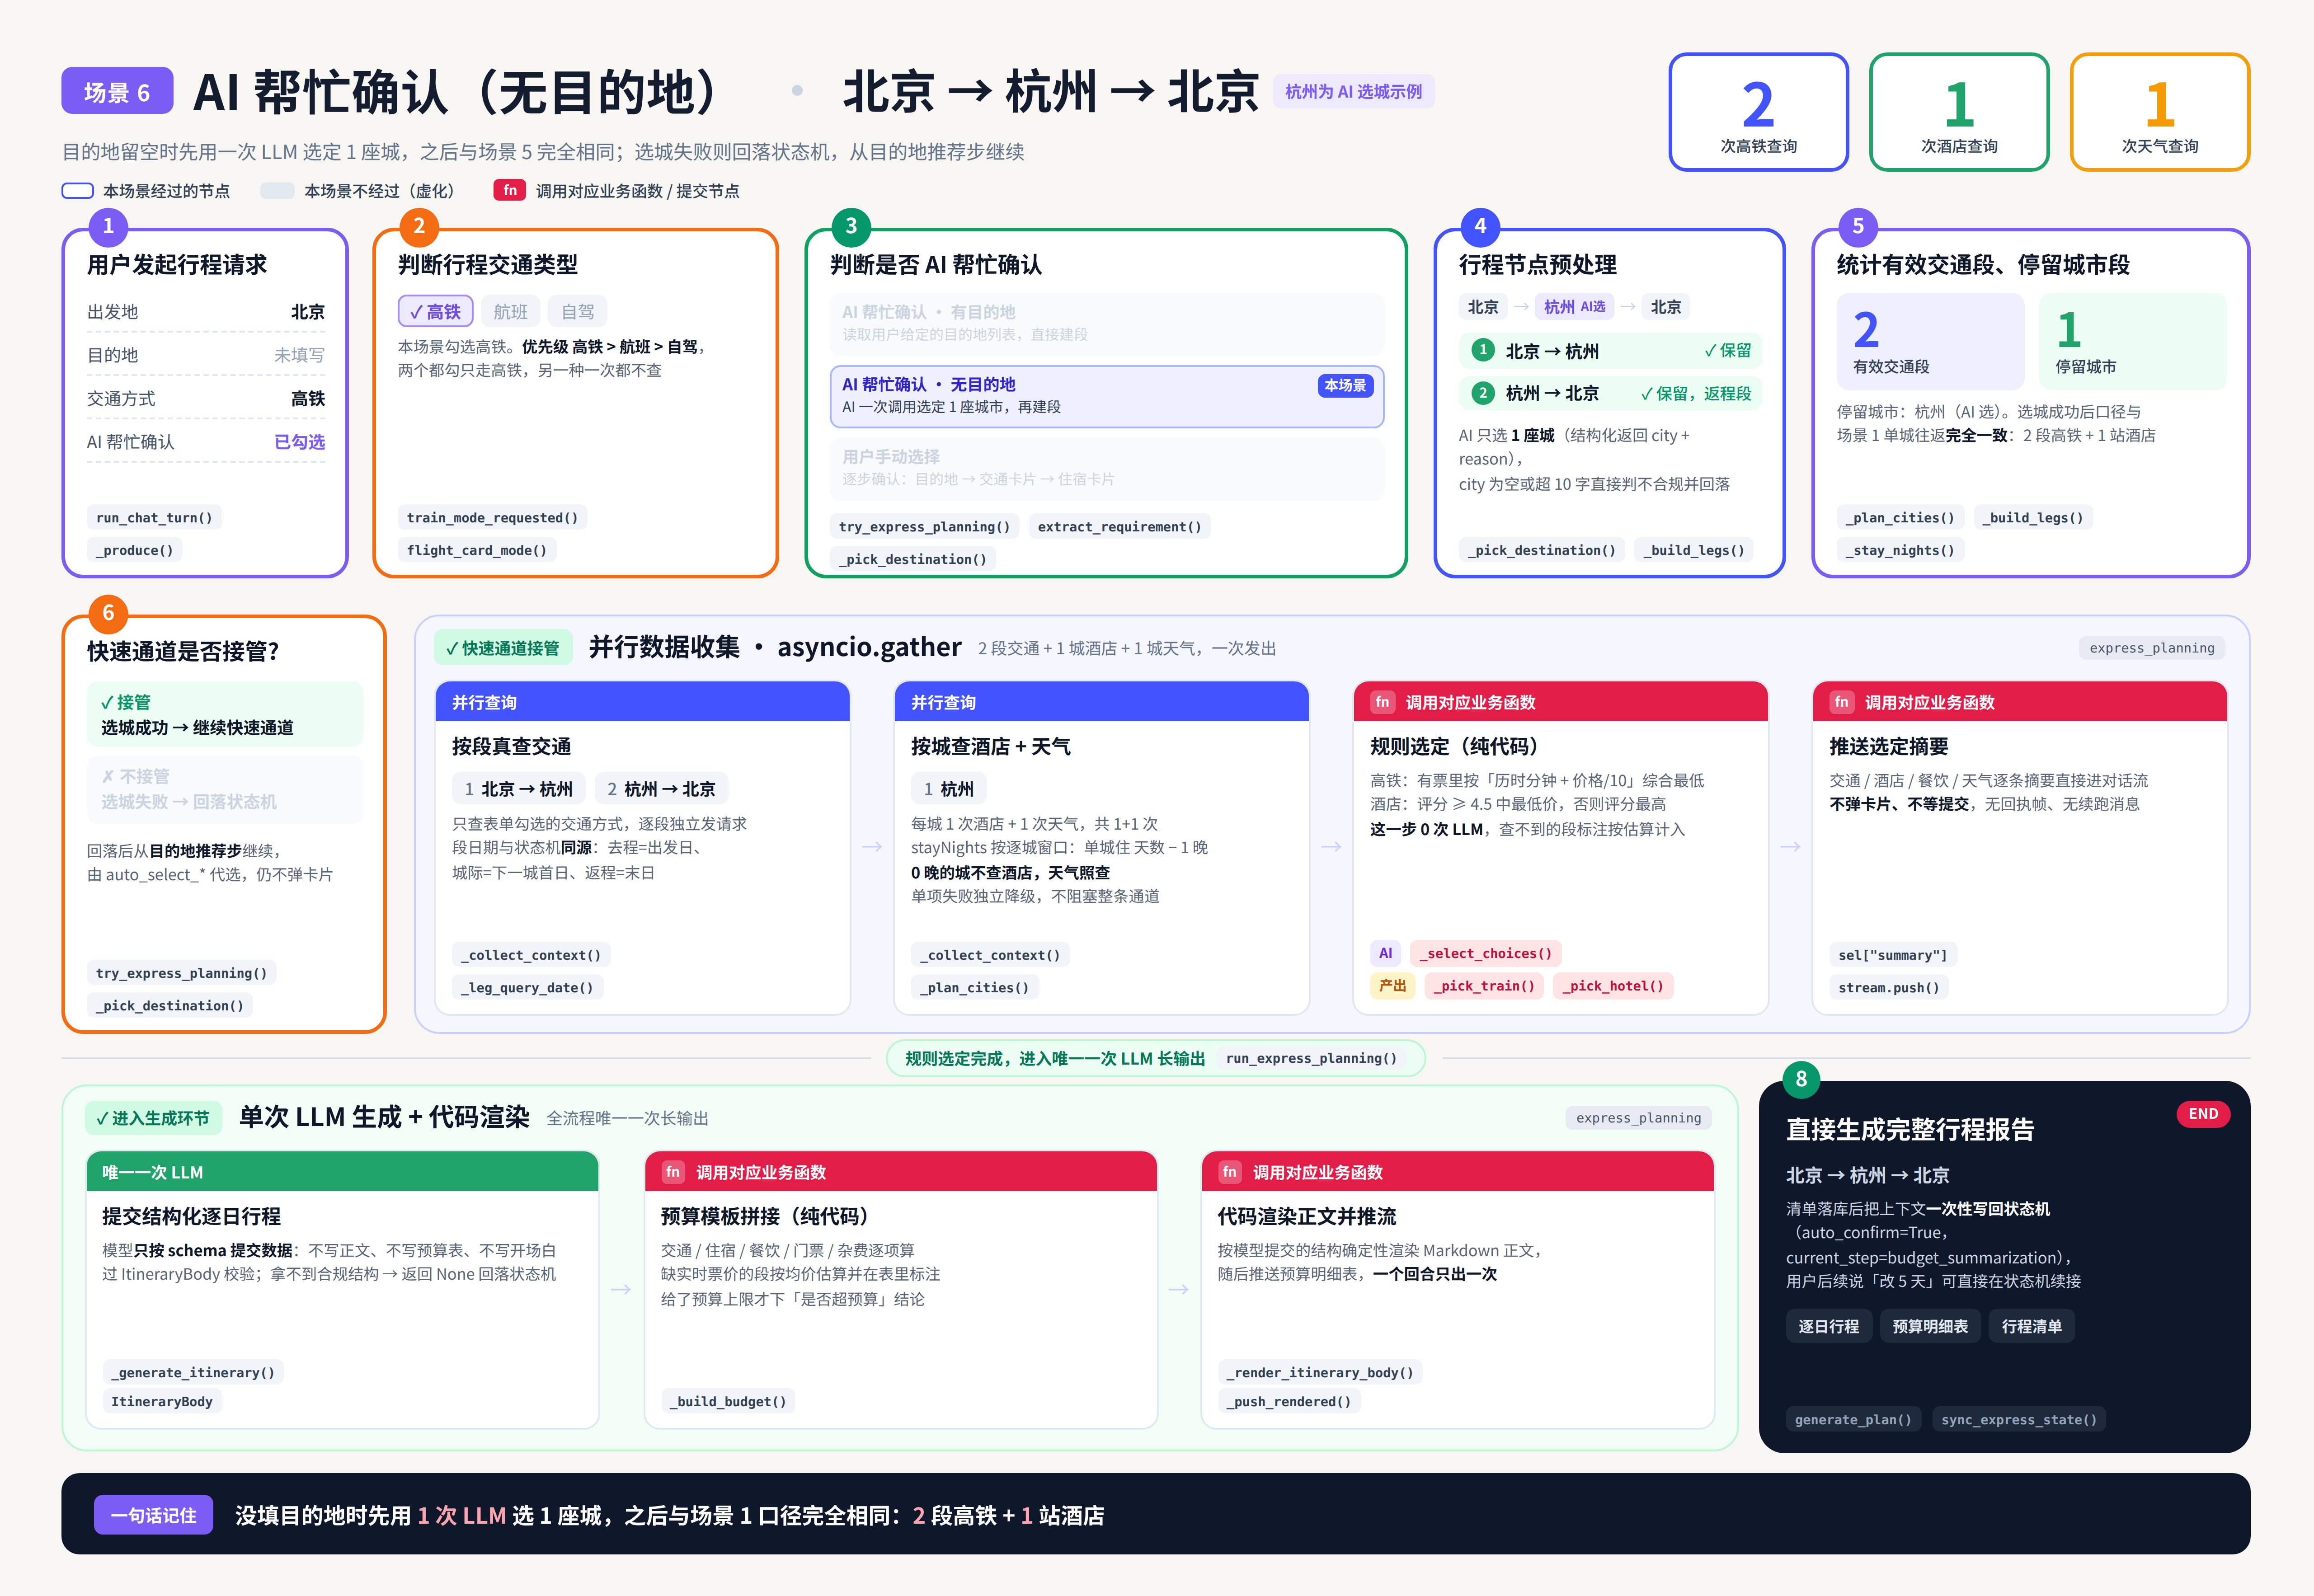 场景 6
AI 帮忙确认（无目的地）
•
北京 → 杭州 → 北京
杭州为 AI 选城示例
目的地留空时先用一次 LLM 选定 1 座城，之后与场景 5 完全相同；选城失败则回落状态机，从目的地推荐步继续
本场景经过的节点
本场景不经过（虚化）
fn 调用对应业务函数 / 提交节点
2
次高铁查询
1
次酒店查询
1
次天气查询
1
用户发起行程请求
出发地 北京
目的地 未填写
交通方式 高铁
AI 帮忙确认 已勾选
run_chat_turn()
_produce()
2
判断行程交通类型
✓ 高铁 航班 自驾
本场景勾选高铁。优先级 高铁 > 航班 > 自驾，
两个都勾只走高铁，另一种一次都不查
train_mode_requested()
flight_card_mode()
3
判断是否 AI 帮忙确认
AI 帮忙确认 • 有目的地
读取用户给定的目的地列表，直接建段
AI 帮忙确认 • 无目的地
本场景
AI 一次调用选定 1 座城市，再建段
用户手动选择
逐步确认：目的地 → 交通卡片 → 住宿卡片
try_express_planning() extract_requirement()
_pick_destination()
4
行程节点预处理
北京 → 杭州 AI选 → 北京
1 北京 → 杭州 ✓ 保留
2 杭州 → 北京 ✓ 保留，返程段
AI 只选 1 座城（结构化返回 city +
reason），
city 为空或超 10 字直接判不合规并回落
_pick_destination() _build_legs()
5
统计有效交通段、停留城市段
2
有效交通段
1
停留城市
停留城市：杭州（AI 选）。选城成功后口径与
场景 1 单城往返完全一致：2 段高铁 + 1 站酒店
_plan_cities() _build_legs()
_stay_nights()
6
快速通道是否接管?
✓ 接管
选城成功 → 继续快速通道
✗ 不接管
选城失败 → 回落状态机
回落后从目的地推荐步继续，
由 auto_select_* 代选，仍不弹卡片
try_express_planning()
_pick_destination()
✓ 快速通道接管
并行数据收集 • asyncio.gather
2 段交通 + 1 城酒店 + 1 城天气，一次发出
express_planning
并行查询
按段真查交通
1 北京 → 杭州 2 杭州 → 北京
只查表单勾选的交通方式，逐段独立发请求
段日期与状态机同源：去程=出发日、
城际=下一城首日、返程=末日
_collect_context()
_leg_query_date()
→
并行查询
按城查酒店 + 天气
1 杭州
每城 1 次酒店 + 1 次天气，共 1+1 次
stayNights 按逐城窗口：单城住 天数 − 1 晚
0 晚的城不查酒店，天气照查
单项失败独立降级，不阻塞整条通道
_collect_context()
_plan_cities()
→
fn 调用对应业务函数
规则选定（纯代码）
高铁：有票里按「历时分钟 + 价格/10」综合最低
酒店：评分 ≥ 4.5 中最低价，否则评分最高
这一步 0 次 LLM，查不到的段标注按估算计入
AI _select_choices()
产出 _pick_train() _pick_hotel()
→
fn 调用对应业务函数
推送选定摘要
交通 / 酒店 / 餐饮 / 天气逐条摘要直接进对话流
不弹卡片、不等提交，无回执帧、无续跑消息
sel["summary"]
stream.push()
规则选定完成，进入唯一一次 LLM 长输出 run_express_planning()
✓ 进入生成环节
单次 LLM 生成 + 代码渲染
全流程唯一一次长输出
express_planning
唯一一次 LLM
提交结构化逐日行程
模型只按 schema 提交数据：不写正文、不写预算表、不写开场白
过 ItineraryBody 校验；拿不到合规结构 → 返回 None 回落状态机
_generate_itinerary()
ItineraryBody
→
fn 调用对应业务函数
预算模板拼接（纯代码）
交通 / 住宿 / 餐饮 / 门票 / 杂费逐项算
缺实时票价的段按均价估算并在表里标注
给了预算上限才下「是否超预算」结论
_build_budget()
→
fn 调用对应业务函数
代码渲染正文并推流
按模型提交的结构确定性渲染 Markdown 正文，
随后推送预算明细表，一个回合只出一次
_render_itinerary_body()
_push_rendered()
8
END
直接生成完整行程报告
北京 → 杭州 → 北京
清单落库后把上下文一次性写回状态机
（auto_confirm=True，
current_step=budget_summarization），
用户后续说「改 5 天」可直接在状态机续接
逐日行程 预算明细表 行程清单
generate_plan() sync_express_state()
一句话记住
没填目的地时先用 1 次 LLM 选 1 座城，之后与场景 1 口径完全相同：2 段高铁 + 1 站酒店